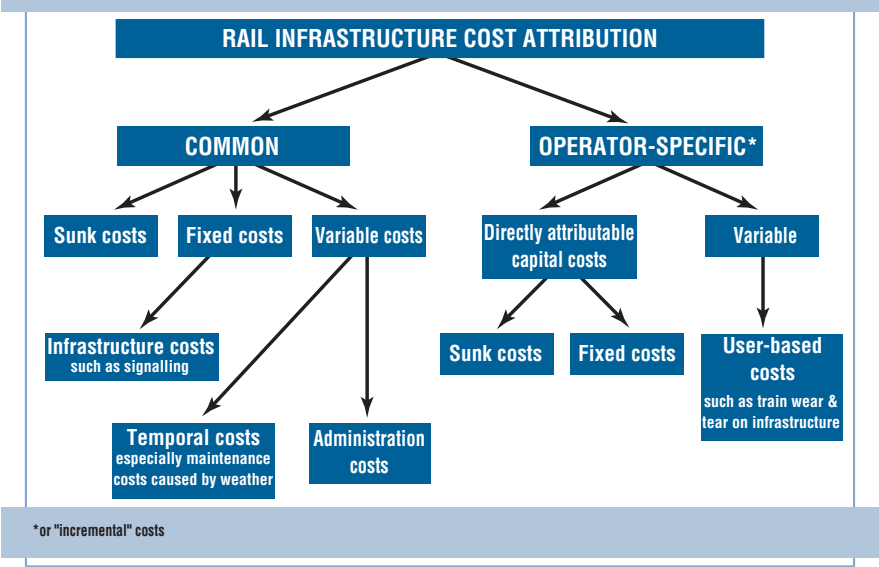 RAIL INFRASTRUCTURE COST ATTRIBUTION
COMMON
OPERATOR-SPECIFIC*
Sunk costs
Fixed costs
Variable costs
Directly attributable
capital costs
Variable
Infrastructure costs
such as signalling
Sunk costs
Fixed costs
User-based
costs
such as train wear &
tear on infrastructure
Temporal costs
especially maintenance
costs caused by weather
Administration
costs
*or "incremental" costs